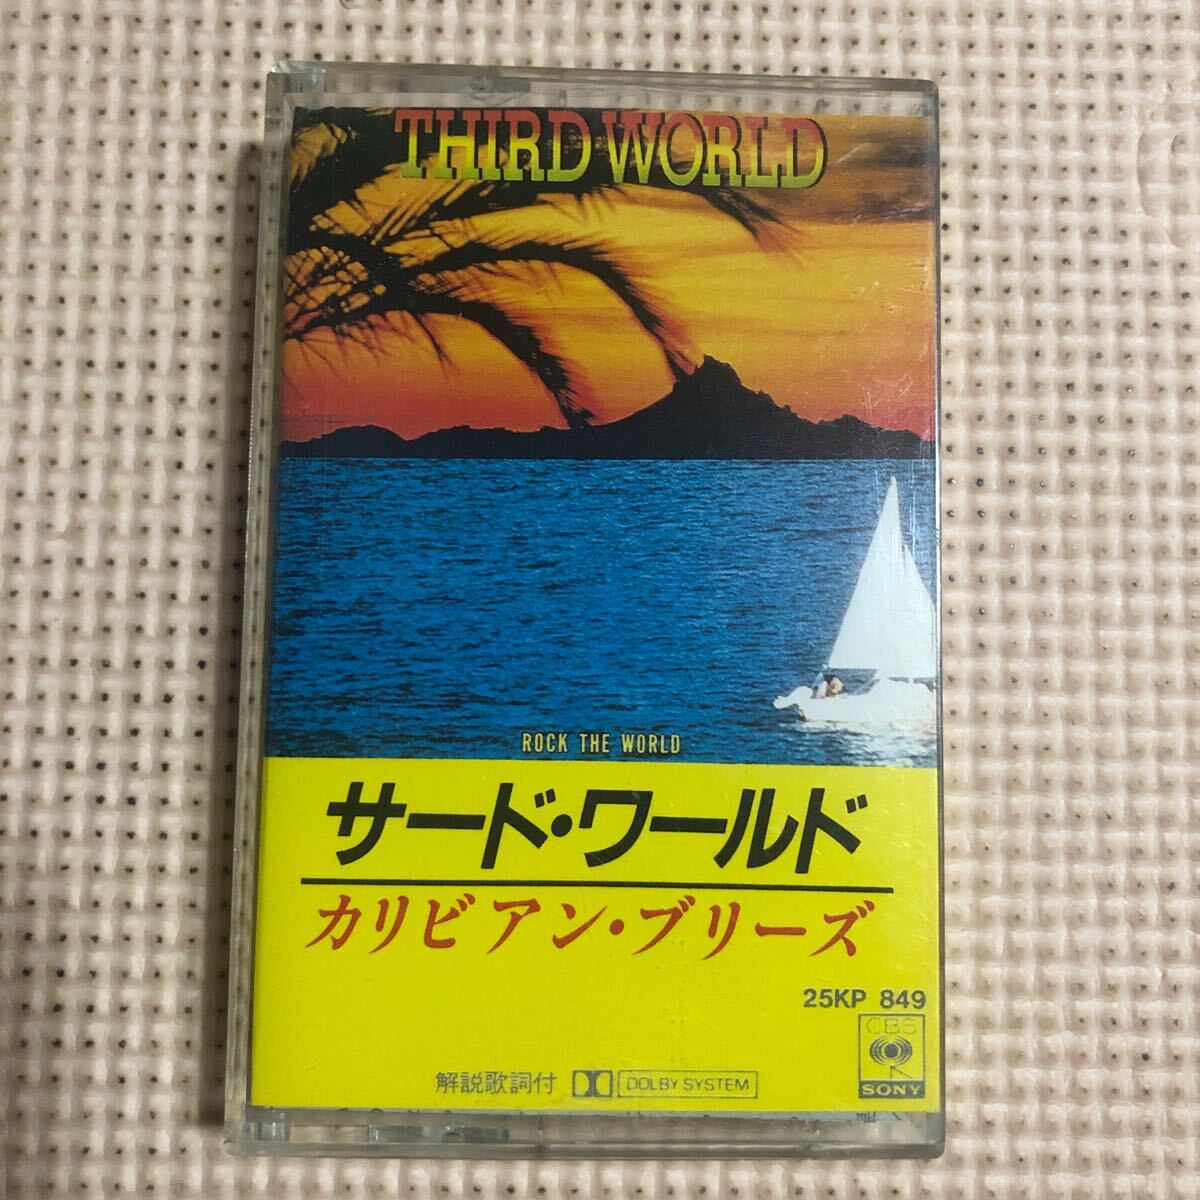 THIRD WORLD
ROCK THE WORLD
サード・ワールド
カリビアン・ブリーズ
25KP 849
CBS
SONY
解説歌詞付 DOLBY SYSTEM